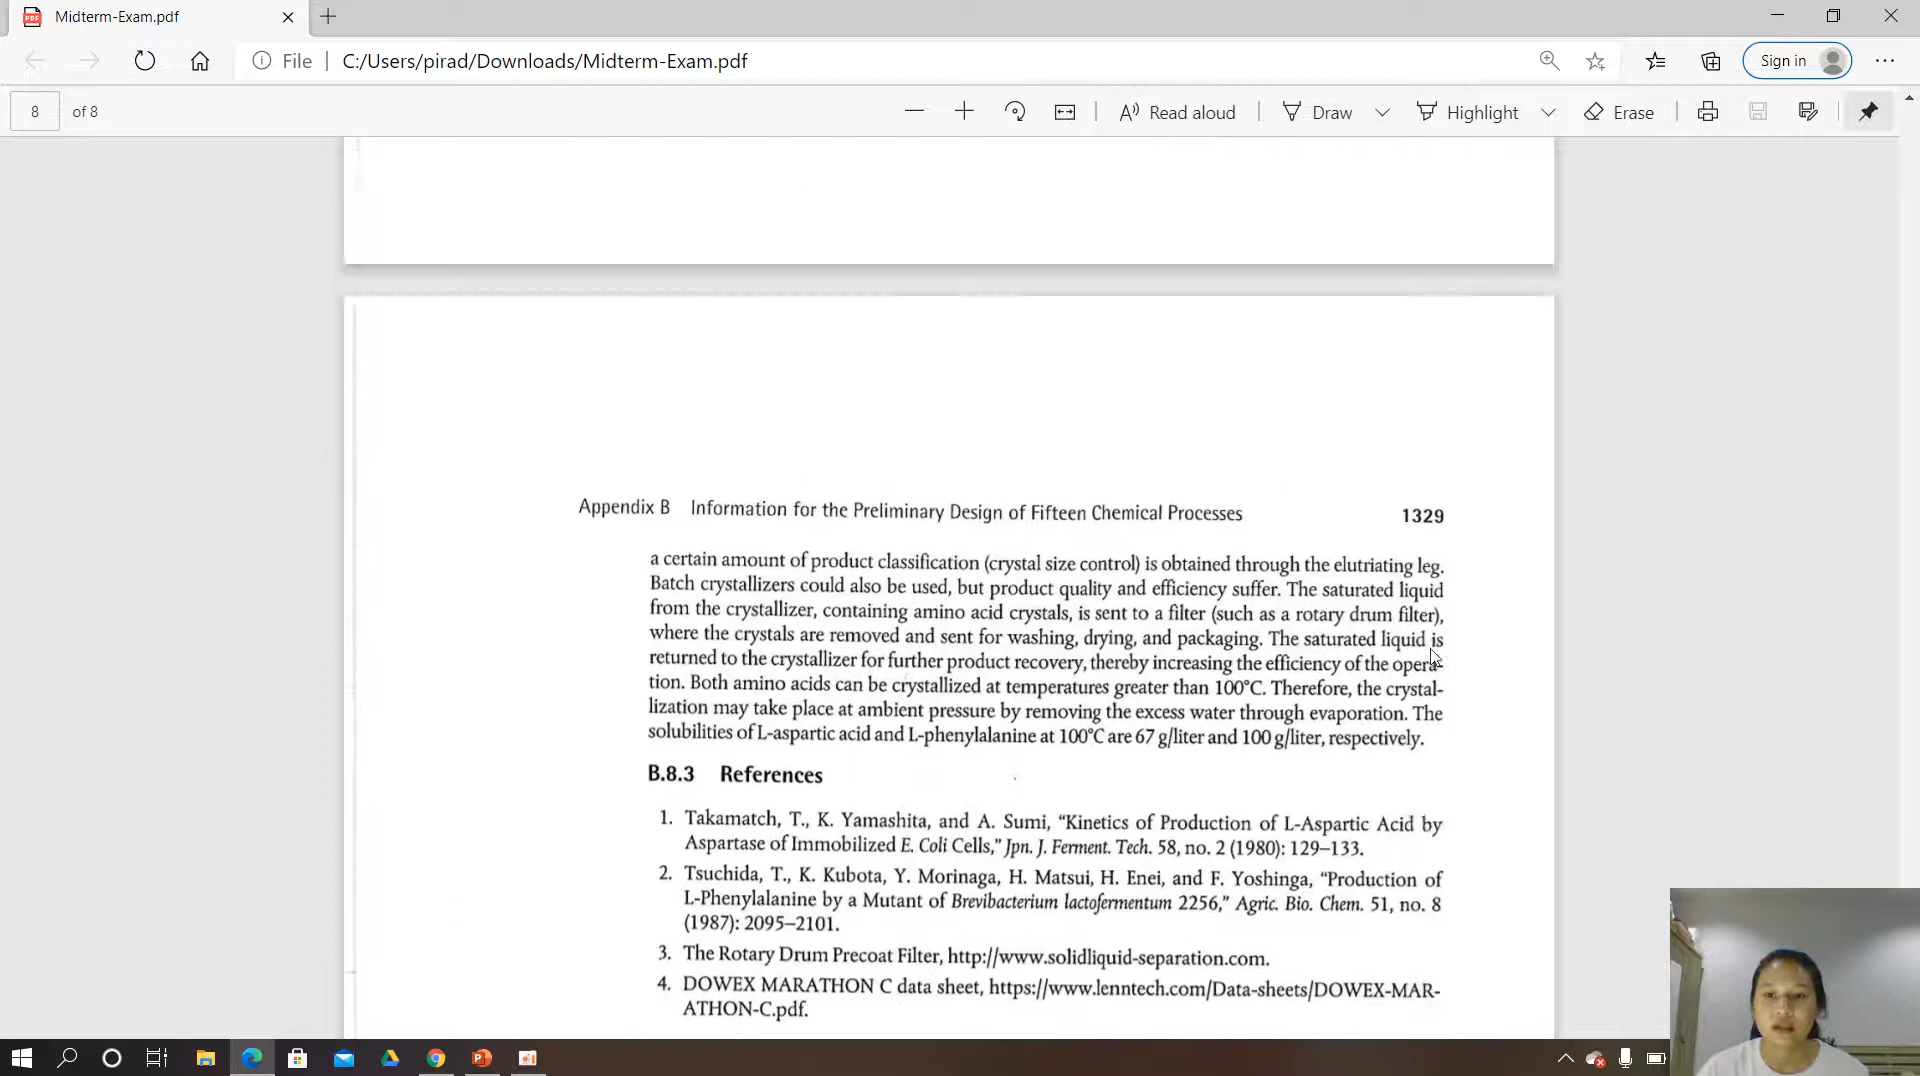 Midterm-Exam.pdf
File
C:/Users/pirad/Downloads/Midterm-Exam.pdf
Sign in
8
of 8
Read aloud
Draw
Highlight
Erase
Appendix B Information for the Preliminary Design of Fifteen Chemical Processes 1329
a certain amount of product classification (crystal size control) is obtained through the elutriating leg.
Batch crystallizers could also be used, but product quality and efficiency suffer. The saturated liquid
from the crystallizer, containing amino acid crystals, is sent to a filter (such as a rotary drum filter),
where the crystals are removed and sent for washing, drying, and packaging. The saturated liquid is
returned to the crystallizer for further product recovery, thereby increasing the efficiency of the opera-
tion. Both amino acids can be crystallized at temperatures greater than 100°C. Therefore, the crystal-
lization may take place at ambient pressure by removing the excess water through evaporation. The
solubilities of L-aspartic acid and L-phenylalanine at 100°C are 67 g/liter and 100 g/liter, respectively.
B.8.3 References
1. Takamatch, T., K. Yamashita, and A. Sumi, “Kinetics of Production of L-Aspartic Acid by
Aspartase of Immobilized E. Coli Cells,” Jpn. J. Ferment. Tech. 58, no. 2 (1980): 129–133.
2. Tsuchida, T., K. Kubota, Y. Morinaga, H. Matsui, H. Enei, and F. Yoshinga, “Production of
L-Phenylalanine by a Mutant of Brevibacterium lactofermentum 2256,” Agric. Bio. Chem. 51, no. 8
(1987): 2095–2101.
3. The Rotary Drum Precoat Filter, http://www.solidliquid-separation.com.
4. DOWEX MARATHON C data sheet, https://www.lenntech.com/Data-sheets/DOWEX-MAR-
ATHON-C.pdf.